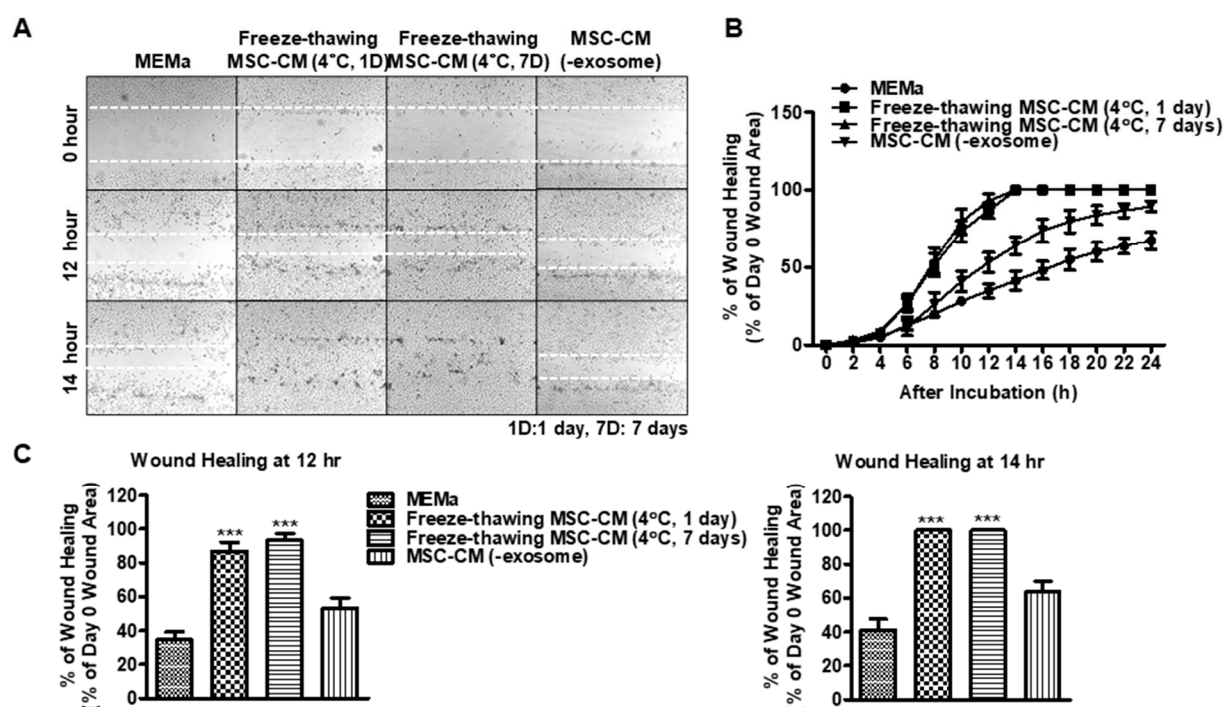 A
MEMa
Freeze-thawing
MSC-CM (4°C, 1D)
Freeze-thawing
MSC-CM (4°C, 7D)
MSC-CM
(-exosome)
0 hour
12 hour
14 hour
1D:1 day, 7D: 7 days
B
MEMa
Freeze-thawing MSC-CM (4°C, 1 day)
Freeze-thawing MSC-CM (4°C, 7 days)
MSC-CM (-exosome)
% of Wound Healing
(% of Day 0 Wound Area)
150
100
50
0
0 2 4 6 8 10 12 14 16 18 20 22 24
After Incubation (h)
C
Wound Healing at 12 hr
% of Wound Healing
(% of Day 0 Wound Area)
120
100
80
60
40
20
0
*** ***
MEMa
Freeze-thawing MSC-CM (4°C, 1 day)
Freeze-thawing MSC-CM (4°C, 7 days)
MSC-CM (-exosome)
Wound Healing at 14 hr
% of Wound Healing
(% of Day 0 Wound Area)
120
100
80
60
40
20
0
*** ***